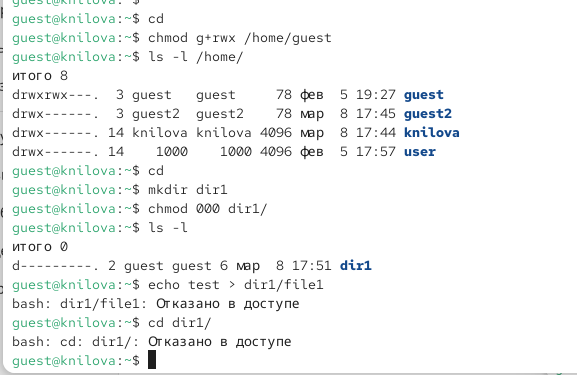 guest@knilova:~$ cd
guest@knilova:~$ chmod g+rwx /home/guest
guest@knilova:~$ ls -l /home/
итого 8
drwxrwx---.  3 guest   guest     78 фев  5 19:27 guest
drwx------.  3 guest2  guest2    78 мар  8 17:45 guest2
drwx------. 14 knilova knilova 4096 мар  8 17:44 knilova
drwx------. 14    1000    1000 4096 фев  5 17:57 user
guest@knilova:~$ cd
guest@knilova:~$ mkdir dir1
guest@knilova:~$ chmod 000 dir1/
guest@knilova:~$ ls -l
итого 0
d---------. 2 guest guest 6 мар  8 17:51 dir1
guest@knilova:~$ echo test > dir1/file1
bash: dir1/file1: Отказано в доступе
guest@knilova:~$ cd dir1/
bash: cd: dir1/: Отказано в доступе
guest@knilova:~$